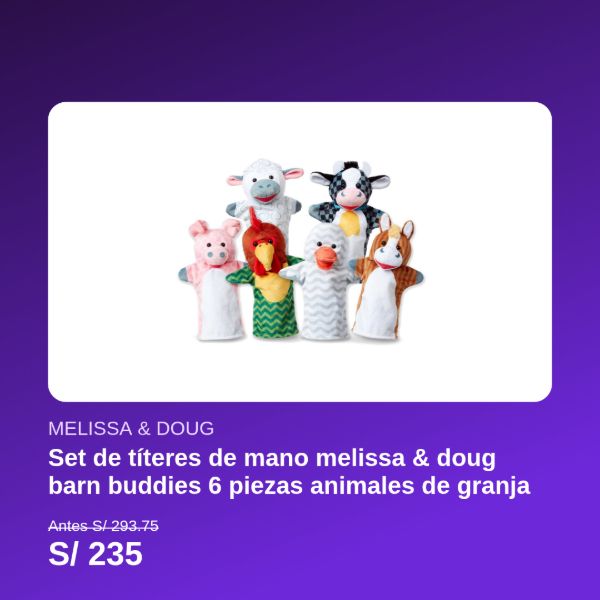 MELISSA & DOUG
Set de títeres de mano melissa & doug
barn buddies 6 piezas animales de granja
Antes S/ 293.75
S/ 235